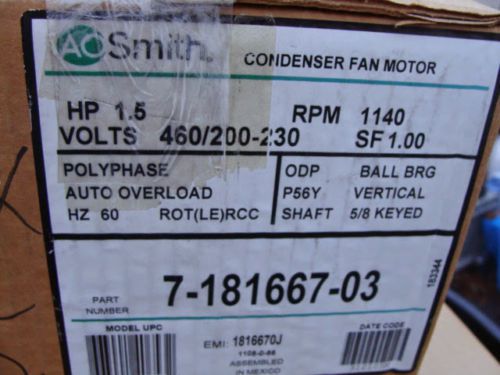 AO Smith.
CONDENSER FAN MOTOR
HP 1.5 RPM 1140
VOLTS 460/200-230 SF 1.00
POLYPHASE ODP BALL BRG
AUTO OVERLOAD P56Y VERTICAL
HZ 60 ROT(LE)RCC SHAFT 5/8 KEYED
183344
PART NUMBER 7-181667-03
MODEL UPC EMI: 1816670J DATE CODE
ASSEMBLED
IN MEXICO